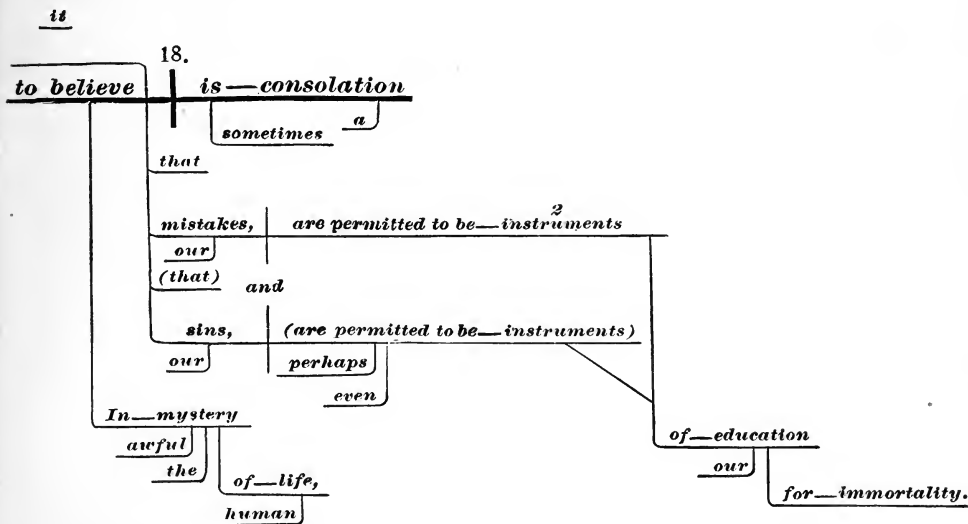 it
18.
to believe is—consolation
sometimes a
that
2
mistakes, are permitted to be—instruments
our
(that) and
sins, (are permitted to be—instruments)
our perhaps
even
In—mystery
awful
the
of—education
our
of—life,
for—immortality.
human